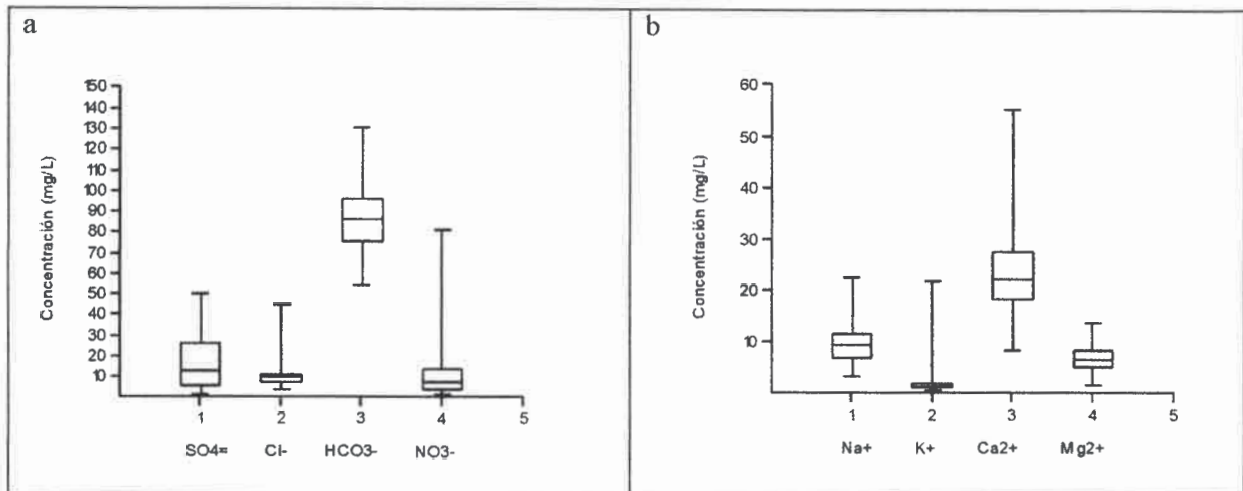 a
Concentración (mg/L)
150
140
130
120
110
100
90
80
70
60
50
40
30
20
10
1 2 3 4 5
SO4= Cl- HCO3- NO3-
b
Concentración (mg/L)
60
50
40
30
20
10
1 2 3 4 5
Na+ K+ Ca2+ Mg2+